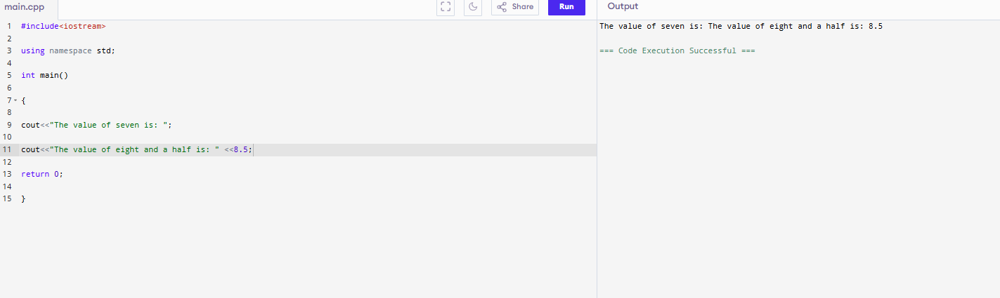 main.cpp
Share
Run
Output
1 #include<iostream>
2
3 using namespace std;
4
5 int main()
6
7 {
8
9 cout<<"The value of seven is: ";
10
11 cout<<"The value of eight and a half is: " <<8.5;
12
13 return 0;
14
15 }
The value of seven is: The value of eight and a half is: 8.5
=== Code Execution Successful ===